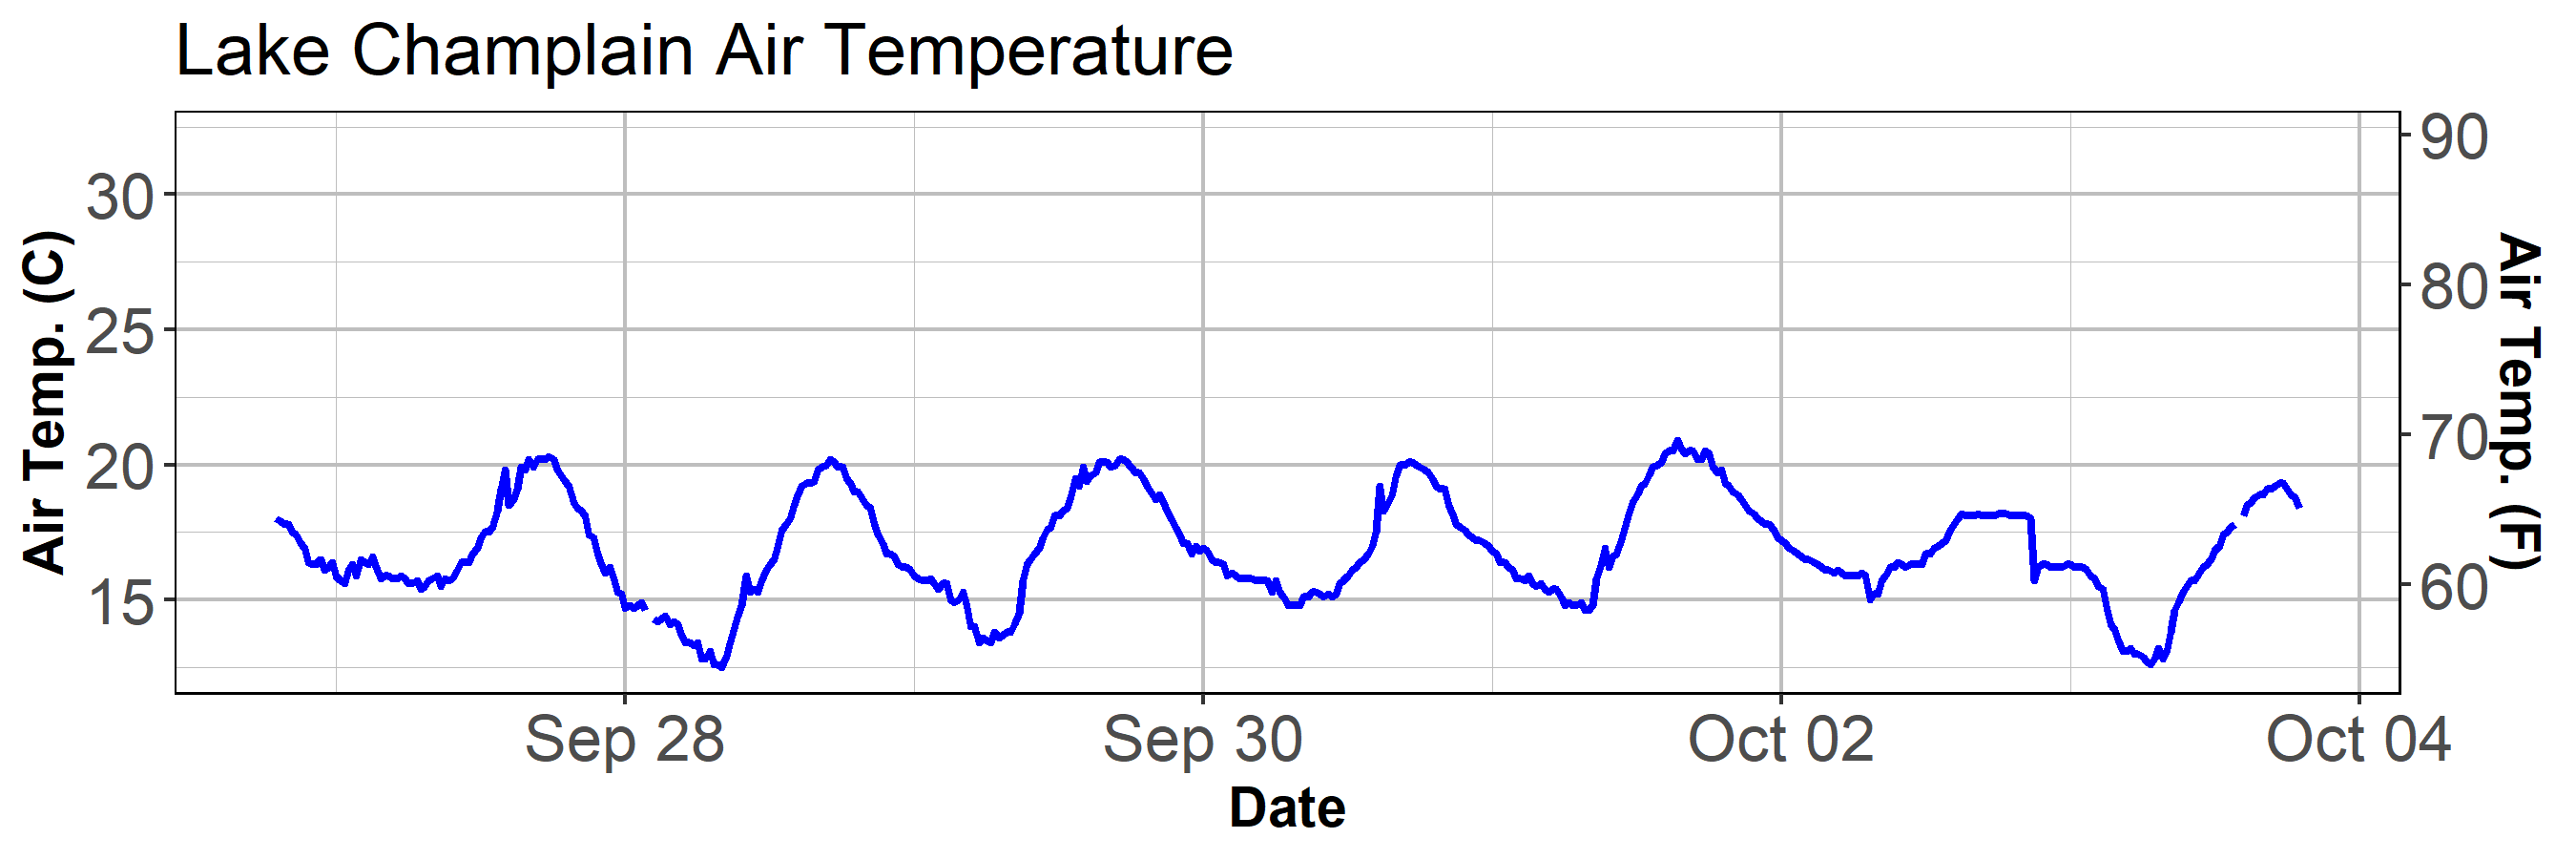 Lake Champlain Air Temperature
Air Temp. (C)
30
25
20
15
90
80
70
60
Air Temp. (F)
Sep 28 Sep 30 Oct 02 Oct 04
Date